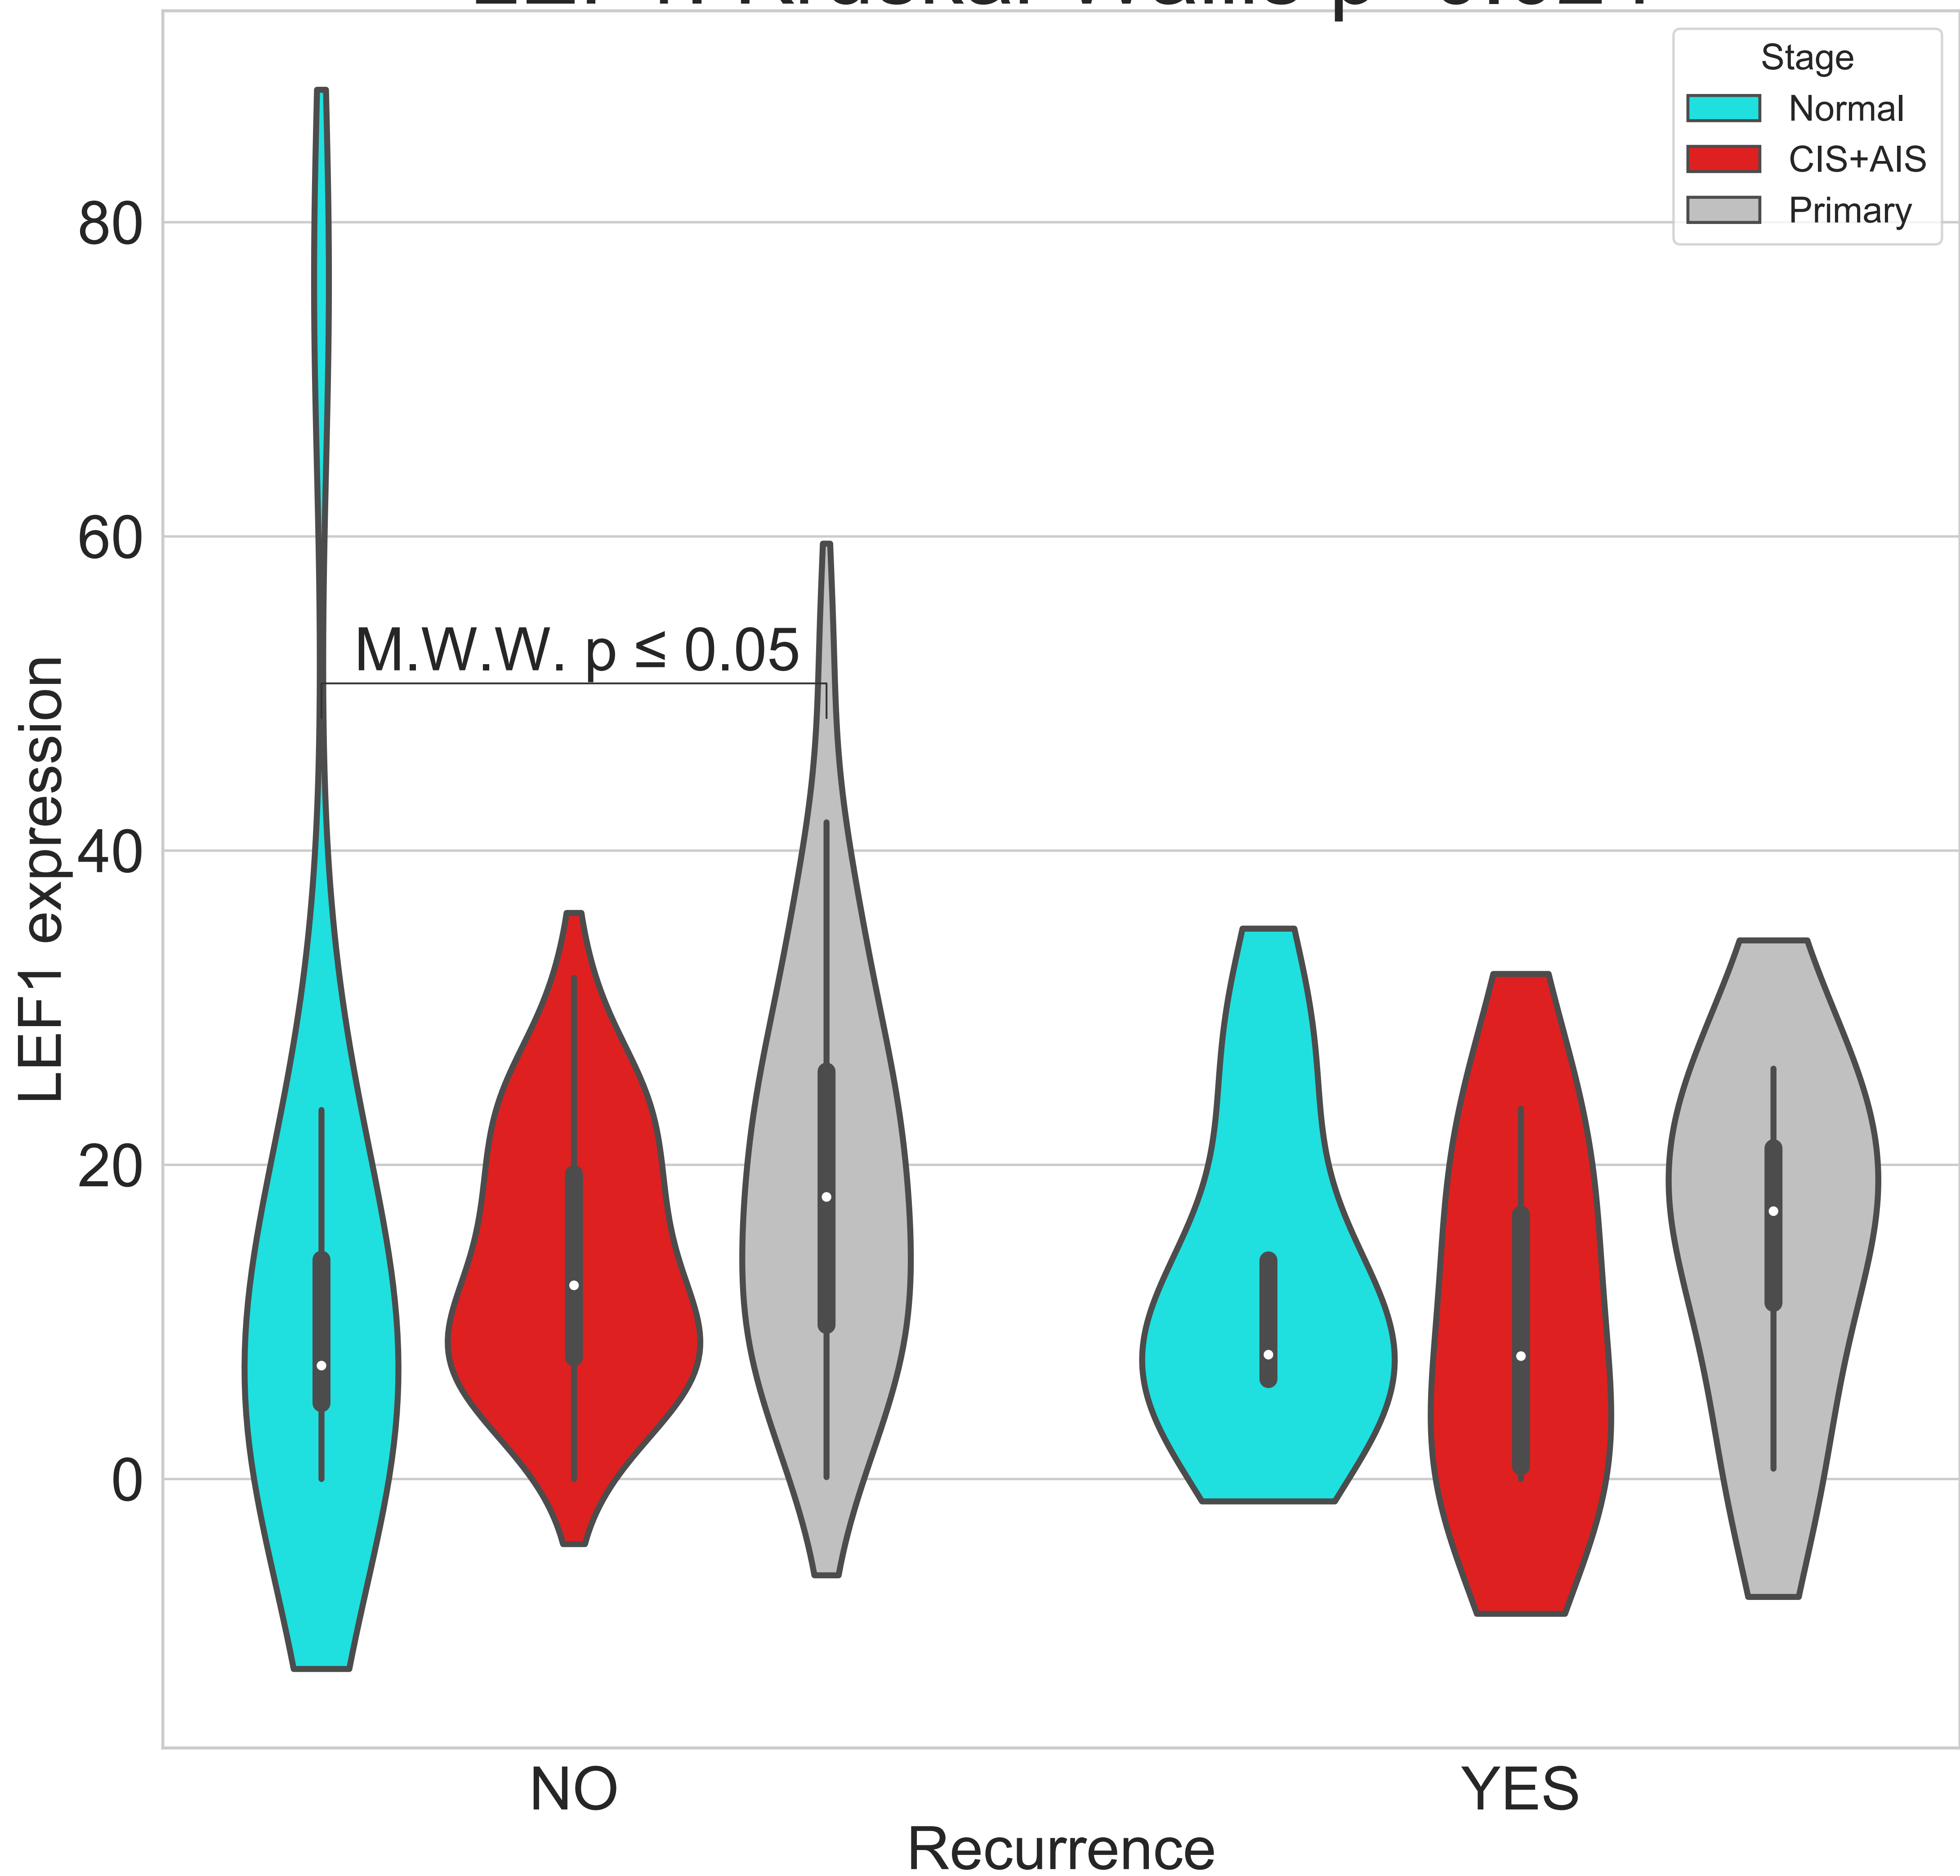 Stage
Normal
CIS+AIS
Primary
80
60
40
20
0
LEF1 expression
M.W.W. p ≤ 0.05
NO
YES
Recurrence